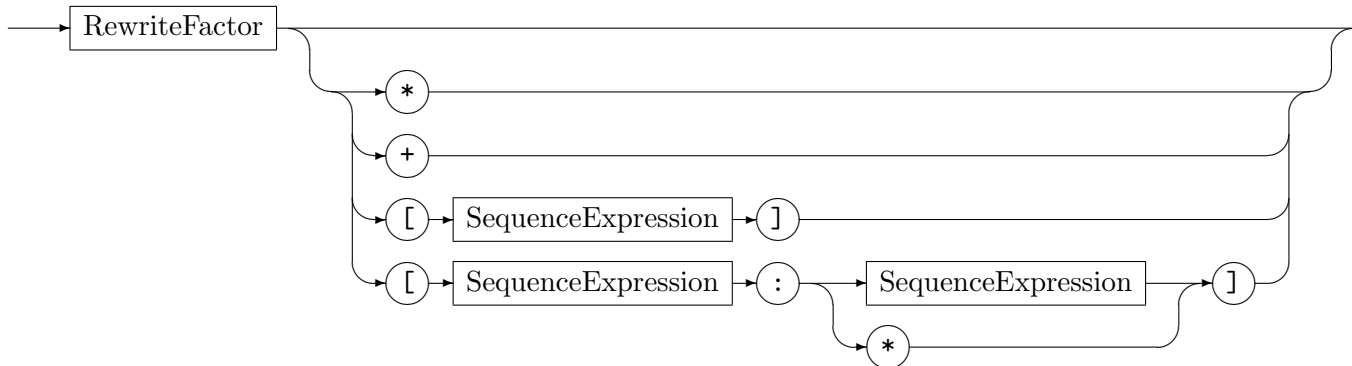 RewriteFactor
*
+
[ SequenceExpression ]
[ SequenceExpression : SequenceExpression ]
*